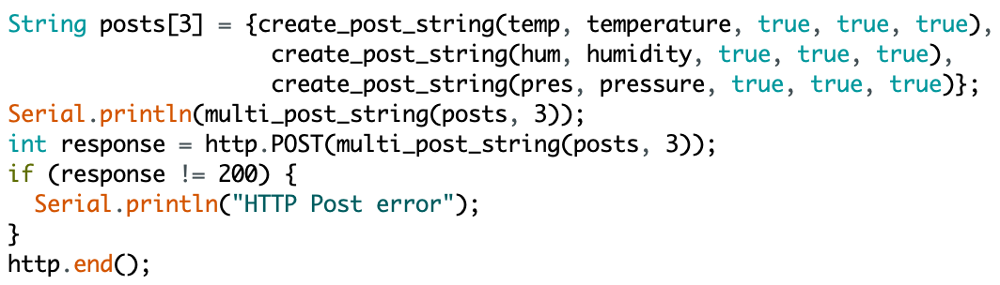 String posts[3] = {create_post_string(temp, temperature, true, true, true),
                    create_post_string(hum, humidity, true, true, true),
                    create_post_string(pres, pressure, true, true, true)};
Serial.println(multi_post_string(posts, 3));
int response = http.POST(multi_post_string(posts, 3));
if (response != 200) {
  Serial.println("HTTP Post error");
}
http.end();